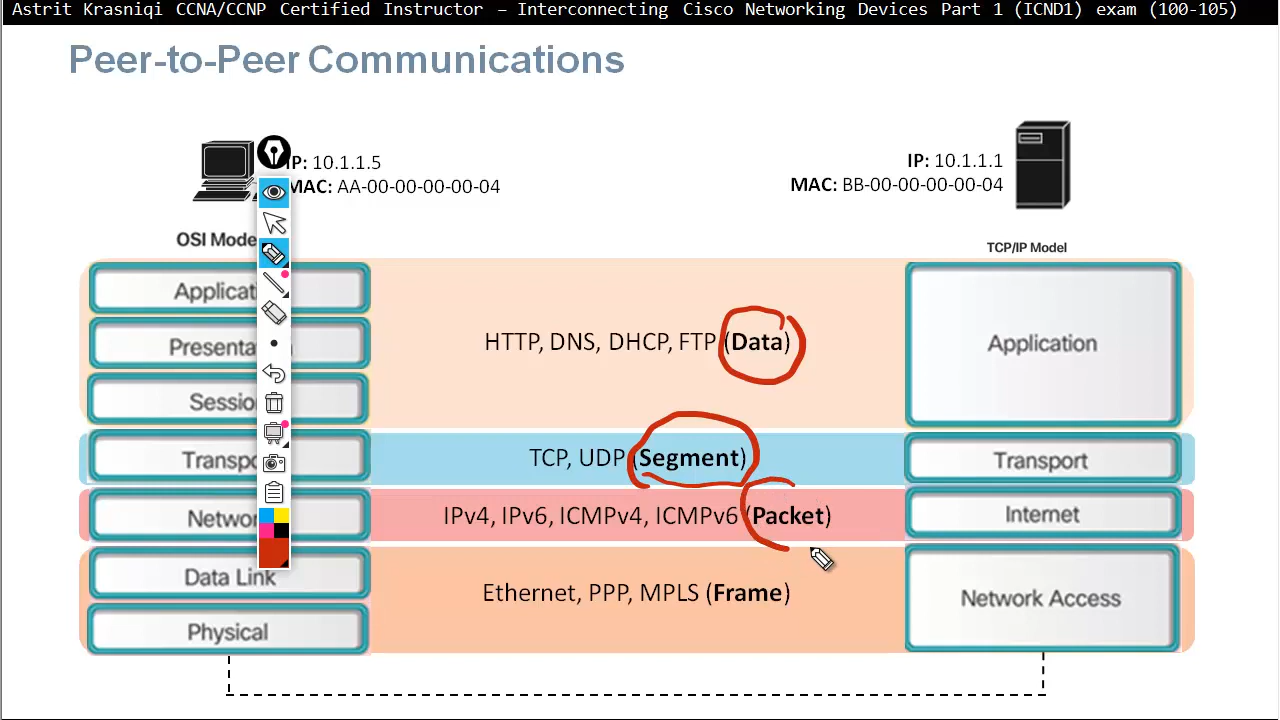 Astrit Krasniqi CCNA/CCNP Certified Instructor – Interconnecting Cisco Networking Devices Part 1 (ICND1) exam (100-105)
Peer-to-Peer Communications
IP: 10.1.1.5
MAC: AA-00-00-00-00-04
IP: 10.1.1.1
MAC: BB-00-00-00-00-04
OSI Mode
TCP/IP Model
Applicati
Presenta
Sessio
HTTP, DNS, DHCP, FTP (Data)
Application
Transpo
TCP, UDP (Segment)
Transport
Networ
IPv4, IPv6, ICMPv4, ICMPv6 (Packet)
Internet
Data Link
Physical
Ethernet, PPP, MPLS (Frame)
Network Access